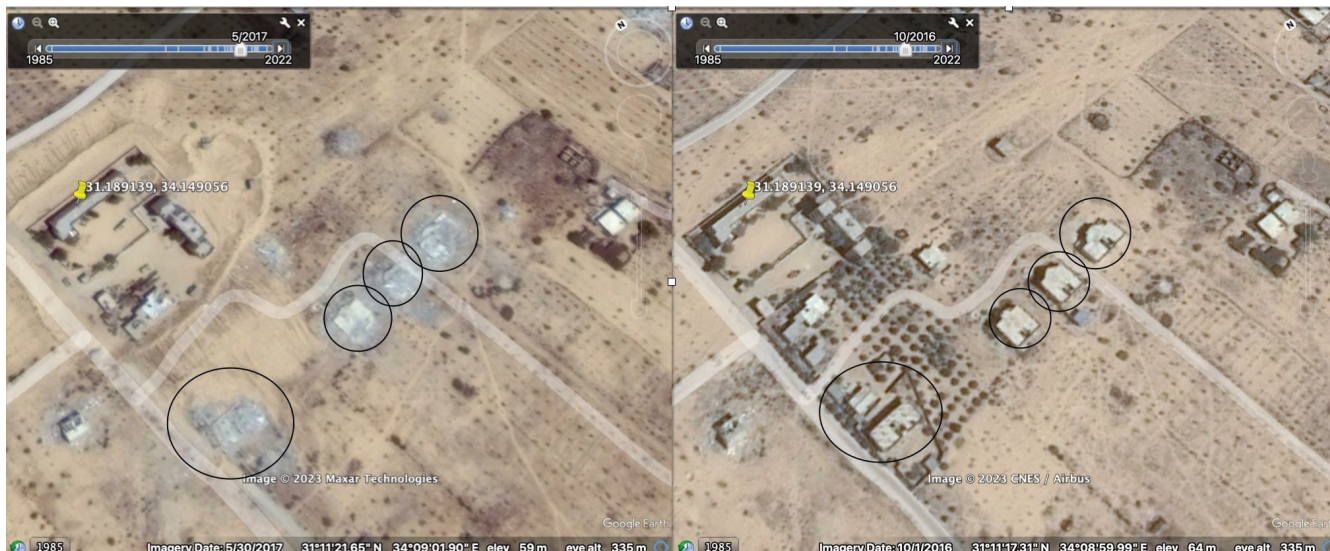 5/2017
1985
2022
N
31.189139, 34.149056
Image © 2023 Maxar Technologies
Google Earth
1985
Imagery Date: 5/30/2017 31°11'21.65" N 34°09'01.90" E elev 59 m eye alt 335 m
10/2016
1985
2022
N
31.189139, 34.149056
Image © 2023 CNES / Airbus
Google Earth
1985
Imagery Date: 10/1/2016 31°11'17.31" N 34°08'59.99" E elev 64 m eye alt 335 m